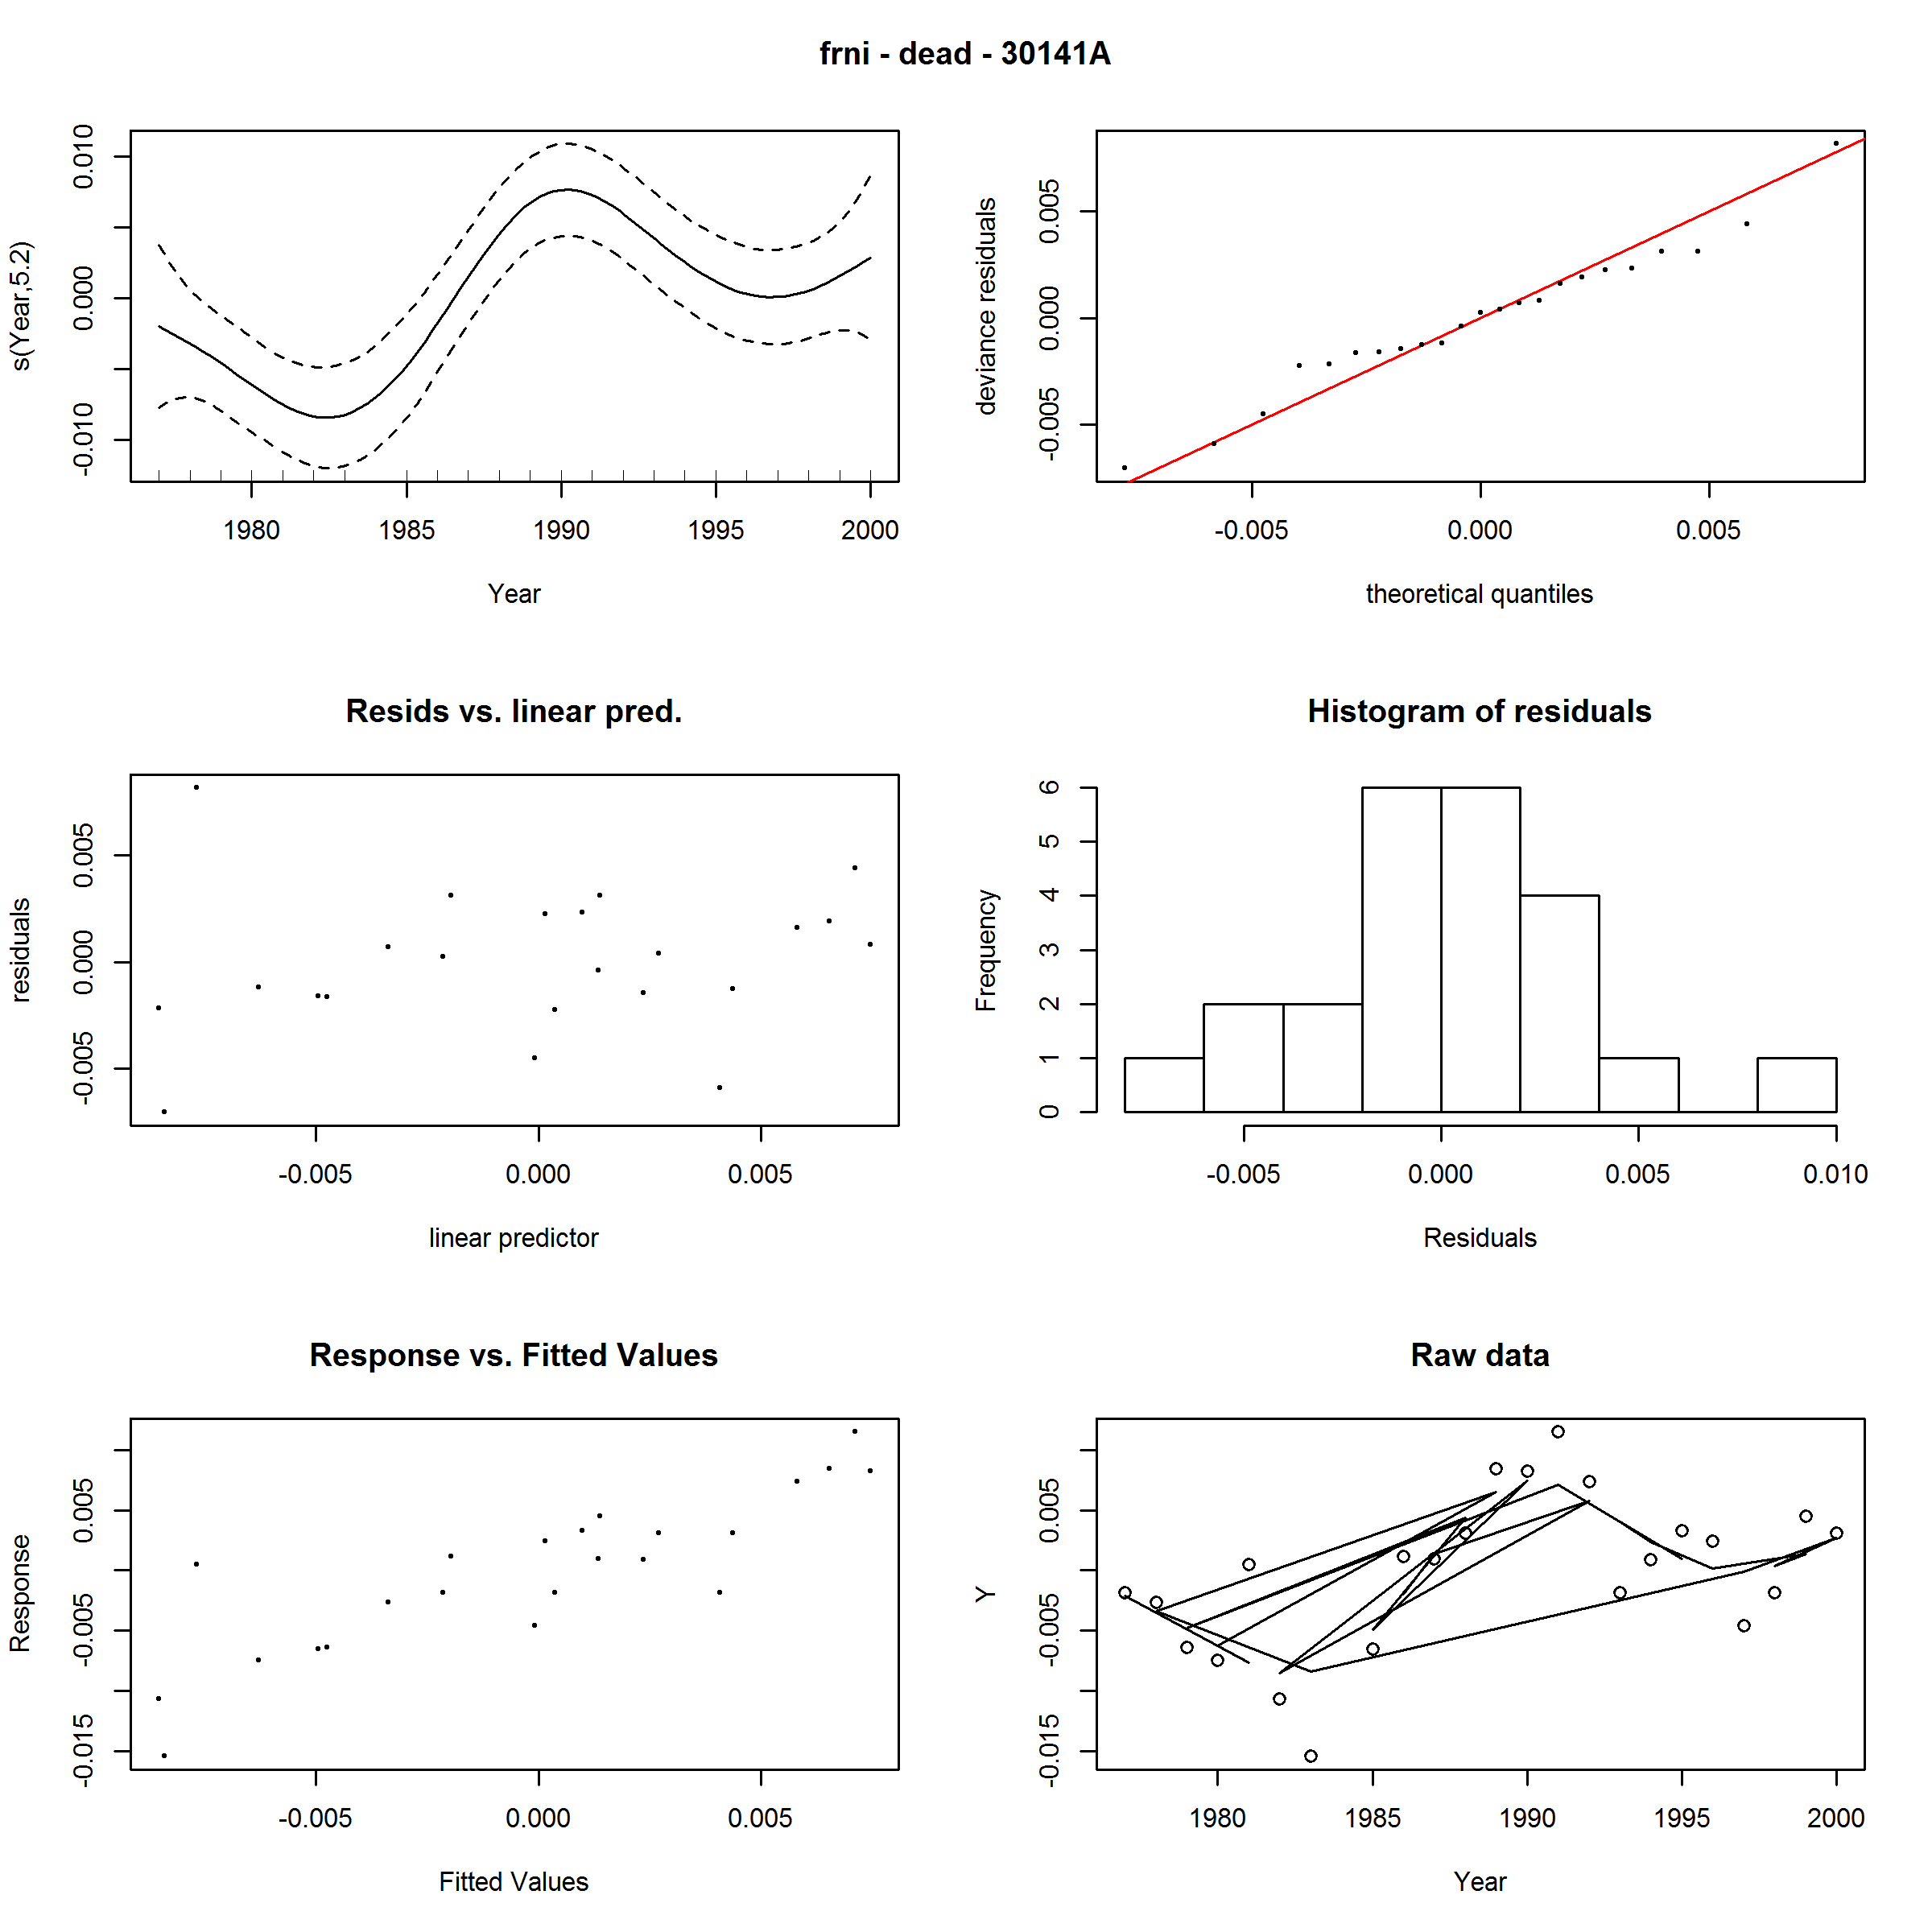 frni - dead - 30141A
s(Year,5.2)
0.010
0.000
-0.010
1980 1985 1990 1995 2000
Year
deviance residuals
0.005
0.000
-0.005
-0.005 0.000 0.005
theoretical quantiles
Resids vs. linear pred.
residuals
0.005
0.000
-0.005
-0.005 0.000 0.005
linear predictor
Histogram of residuals
Frequency
6
5
4
3
2
1
0
-0.005 0.000 0.005 0.010
Residuals
Response vs. Fitted Values
Response
0.005
-0.005
-0.015
-0.005 0.000 0.005
Fitted Values
Raw data
Y
0.005
-0.005
-0.015
1980 1985 1990 1995 2000
Year